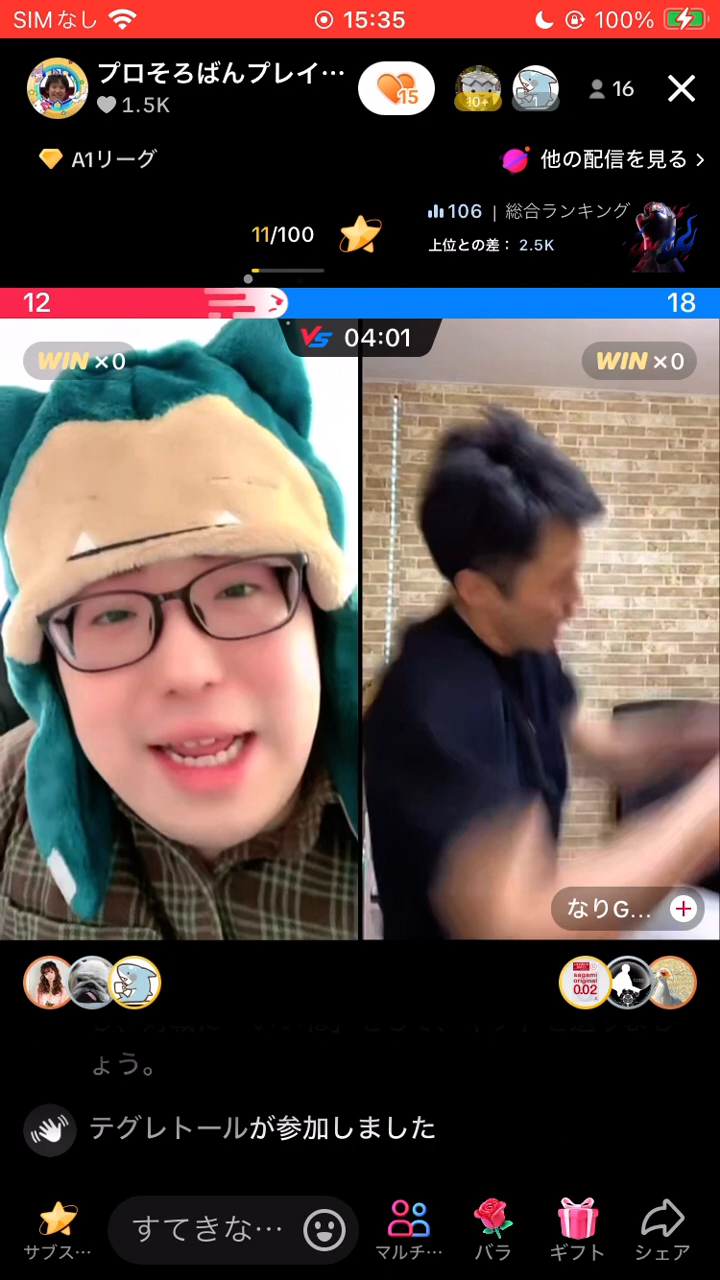 SIMなし
15:35
100%
プロそろばんプレイ…
1.5K
15
10+
1
16
A1リーグ
他の配信を見る
11/100
106 | 総合ランキング
上位との差： 2.5K
12
18
VS 04:01
WIN ×0
WIN ×0
なりG...
sagami
original
0.02
ょう。
テグレトールが参加しました
すてきな…
サブス…
マルチ…
バラ
ギフト
シェア